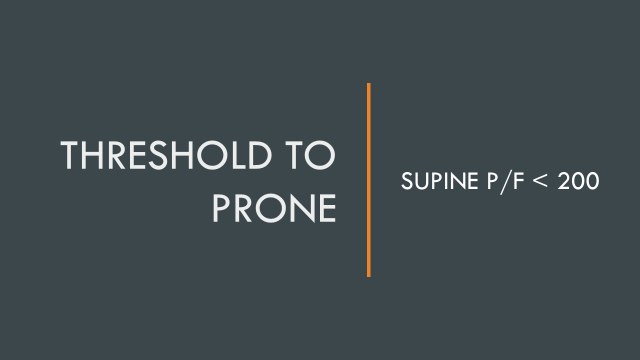 THRESHOLD TO
PRONE
SUPINE P/F < 200